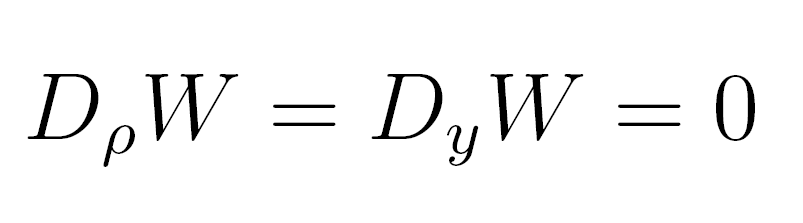 D_ρW = D_yW = 0